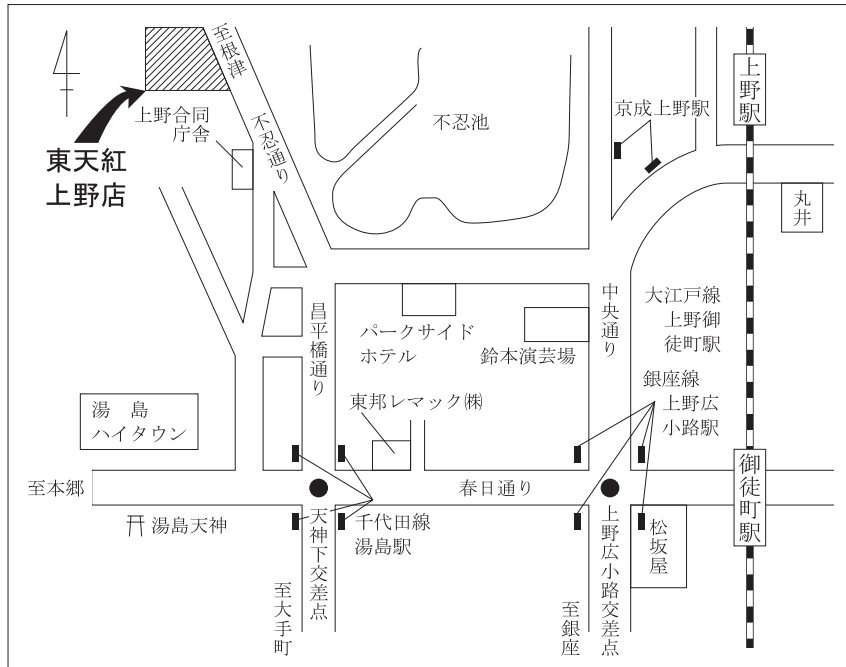 至根津
上野合同
庁舎
不忍通り
不忍池
京成上野駅
上野駅
東天紅
上野店
丸井
昌平橋通り
パークサイド
ホテル
鈴本演芸場
中央通り
大江戸線
上野御
徒町駅
銀座線
上野広
小路駅
東邦レマック㈱
湯島
ハイタウン
至本郷
春日通り
御徒町駅
湯島天神
天神下交差点
千代田線
湯島駅
上野広小路交差点
松坂屋
至大手町
至銀座